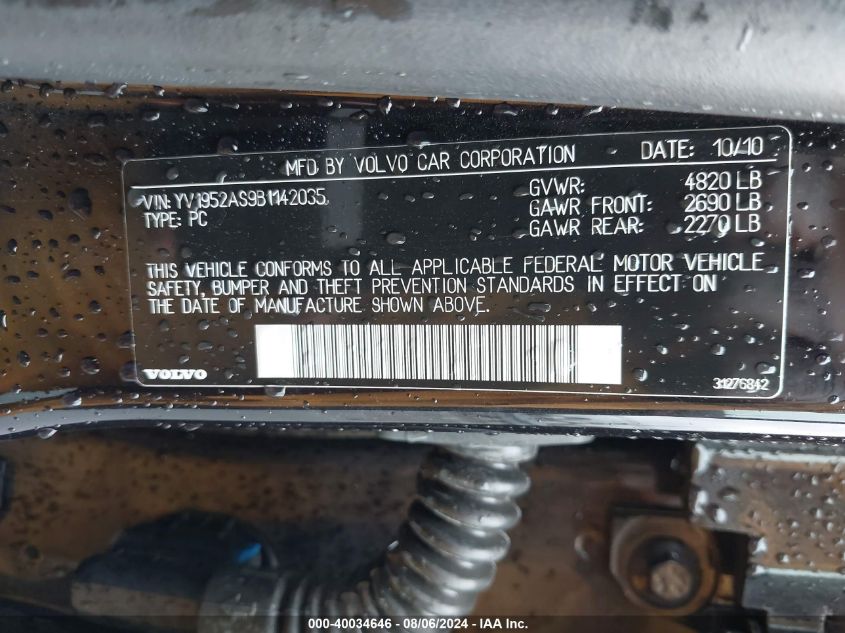 MFD BY VOLVO CAR CORPORATION DATE: 10/10
VIN: YV1952AS9B1142035
TYPE: PC
GVWR: 4820 LB
GAWR FRONT: 2690 LB
GAWR REAR: 2270 LB
THIS VEHICLE CONFORMS TO ALL APPLICABLE FEDERAL MOTOR VEHICLE
SAFETY, BUMPER AND THEFT PREVENTION STANDARDS IN EFFECT ON
THE DATE OF MANUFACTURE SHOWN ABOVE.
VOLVO
31276842
000-40034646 - 08/06/2024 - IAA Inc.